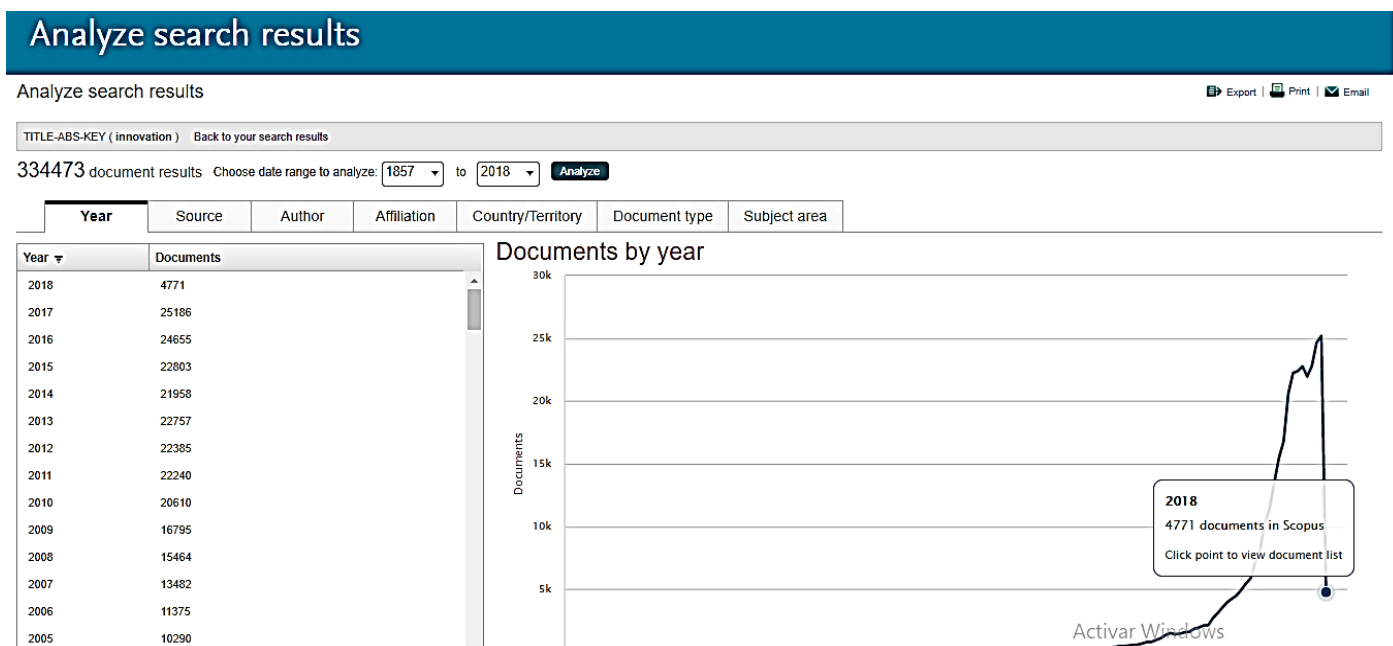 Analyze search results
Analyze search results
Export | Print | Email
TITLE-ABS-KEY ( innovation ) Back to your search results
334473 document results Choose date range to analyze: 1857 to 2018 Analyze
Year Source Author Affiliation Country/Territory Document type Subject area
Year Documents
2018 4771
2017 25186
2016 24655
2015 22803
2014 21958
2013 22757
2012 22385
2011 22240
2010 20610
2009 16795
2008 15464
2007 13482
2006 11375
2005 10290
Documents by year
30k
25k
20k
15k
10k
5k
Documents
2018
4771 documents in Scopus
Click point to view document list
Activar Windows